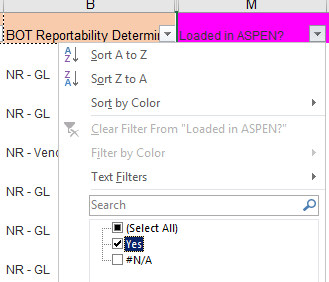 B M
BOT Reportability Determin Loaded in ASPEN?
NR - GL
NR - GL
NR - Vend
NR - GL
NR - GL
NR - GL
Sort A to Z
Sort Z to A
Sort by Color
Clear Filter From "Loaded in ASPEN?"
Filter by Color
Text Filters
Search
(Select All)
Yes
#N/A